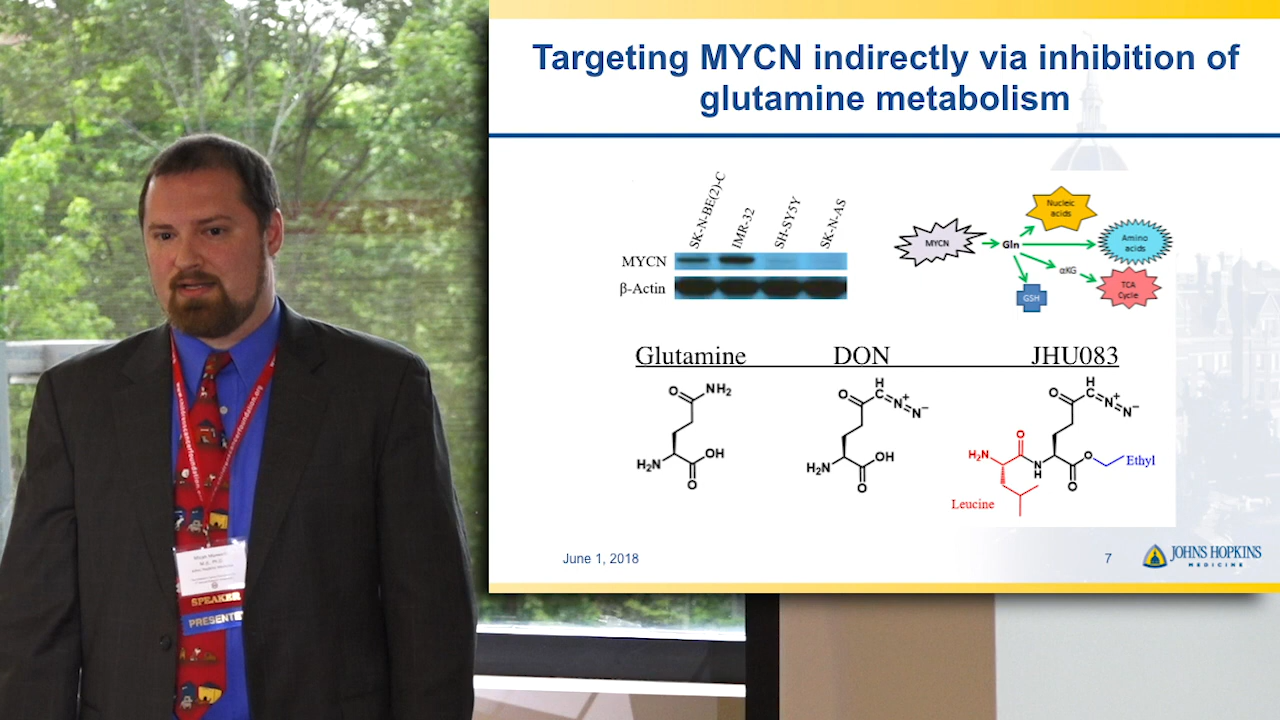 Targeting MYCN indirectly via inhibition of
glutamine metabolism
SK-N-BE(2)-C
IMR-32
SH-SY5Y
SK-N-AS
MYCN
β-Actin
MYCN
Gln
Nucleic
acids
Amino
acids
αKG
TCA
Cycle
GSH
Glutamine DON JHU083
O NH₂
H₂N OH
O
H
O N⁺ N⁻
H₂N OH
O
H
O N⁺ N⁻
O
H₂N N O Ethyl
H O
Leucine
June 1, 2018 7 JOHNS HOPKINS
MEDICINE
M.D., Ph.D.
SPEAKER
PRESENTE